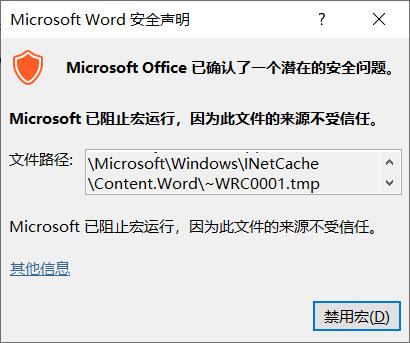 Microsoft Word 安全声明
Microsoft Office 已确认了一个潜在的安全问题。
Microsoft 已阻止宏运行，因为此文件的来源不受信任。
文件路径:
\Microsoft\Windows\INetCache
\Content.Word\~WRC0001.tmp
Microsoft 已阻止宏运行，因为此文件的来源不受信任。
其他信息
禁用宏(D)